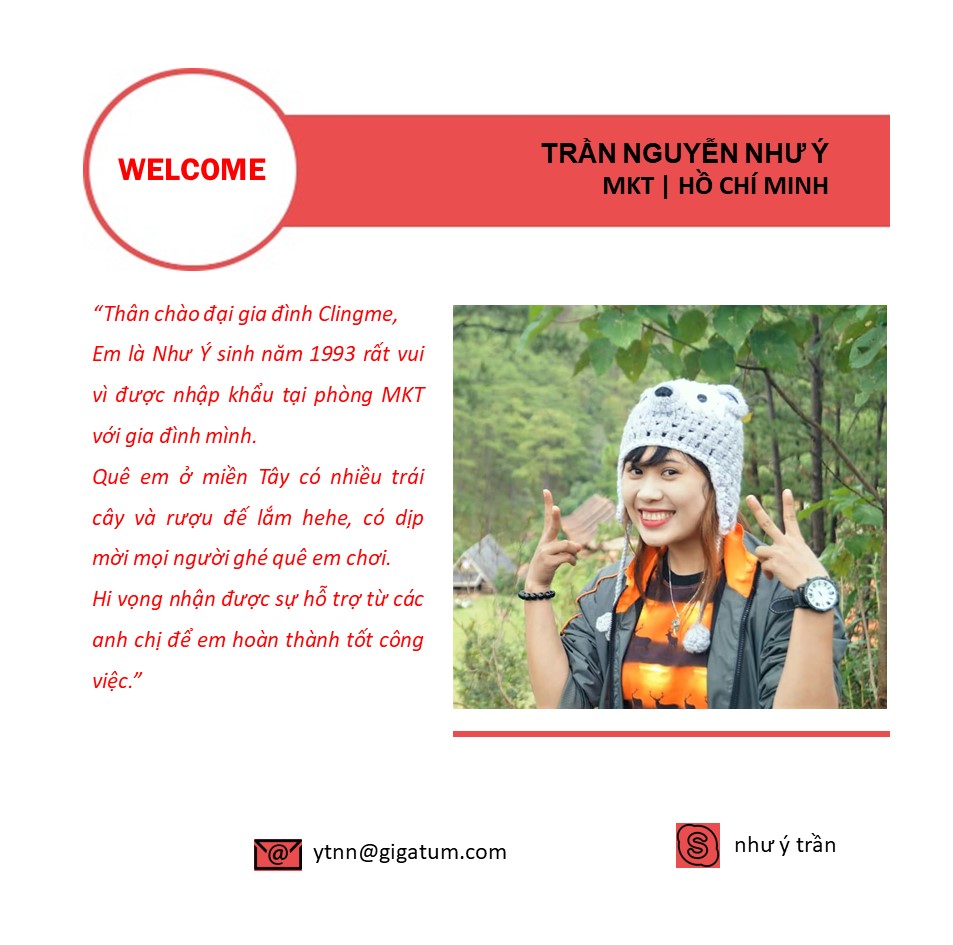 WELCOME
TRẦN NGUYỄN NHƯ Ý
MKT | HỒ CHÍ MINH
“Thân chào đại gia đình Clingme,
Em là Như Ý sinh năm 1993 rất vui
vì được nhập khẩu tại phòng MKT
với gia đình mình.
Quê em ở miền Tây có nhiều trái
cây và rượu đế lắm hehe, có dịp
mời mọi người ghé quê em chơi.
Hi vọng nhận được sự hỗ trợ từ các
anh chị để em hoàn thành tốt công
việc.”
@ ytnn@gigatum.com
S như ý trần